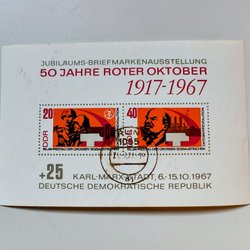 JUBILÄUMS-BRIEFMARKENAUSSTELLUNG
50 JAHRE ROTER OKTOBER
1917-1967
20 40
DDR DDR
+25
KARL-MARX-STADT, 6.-15.10.1967
DEUTSCHE DEMOKRATISCHE REPUBLIK